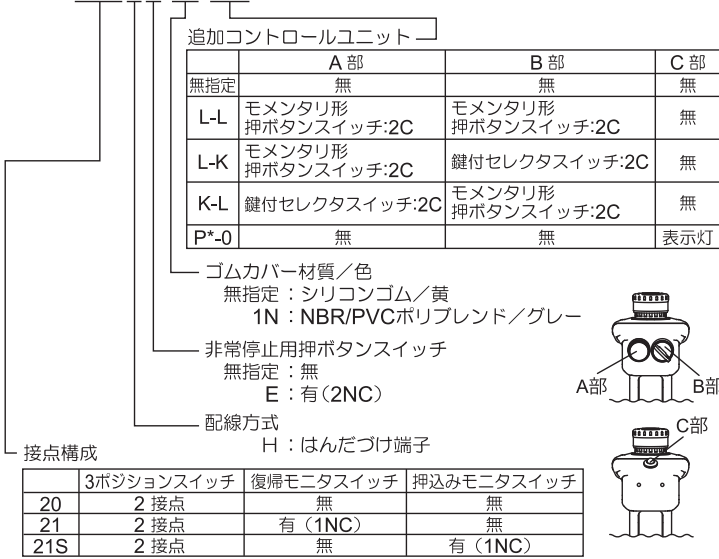 追加コントロールユニット
A部 B部 C部
無指定 無 無 無
L-L モメンタリ形 押ボタンスイッチ:2C モメンタリ形 押ボタンスイッチ:2C 無
L-K モメンタリ形 押ボタンスイッチ:2C 鍵付セレクタスイッチ:2C 無
K-L 鍵付セレクタスイッチ:2C モメンタリ形 押ボタンスイッチ:2C 無
P*-0 無 無 表示灯
ゴムカバー材質／色
無指定：シリコンゴム／黄
1N：NBR/PVCポリブレンド／グレー
非常停止用押ボタンスイッチ
無指定：無
E：有（2NC）
A部 B部
配線方式
H：はんだづけ端子
C部
接点構成
3ポジションスイッチ 復帰モニタスイッチ 押込みモニタスイッチ
20 2 接点 無 無
21 2 接点 有（1NC） 無
21S 2 接点 無 有（1NC）